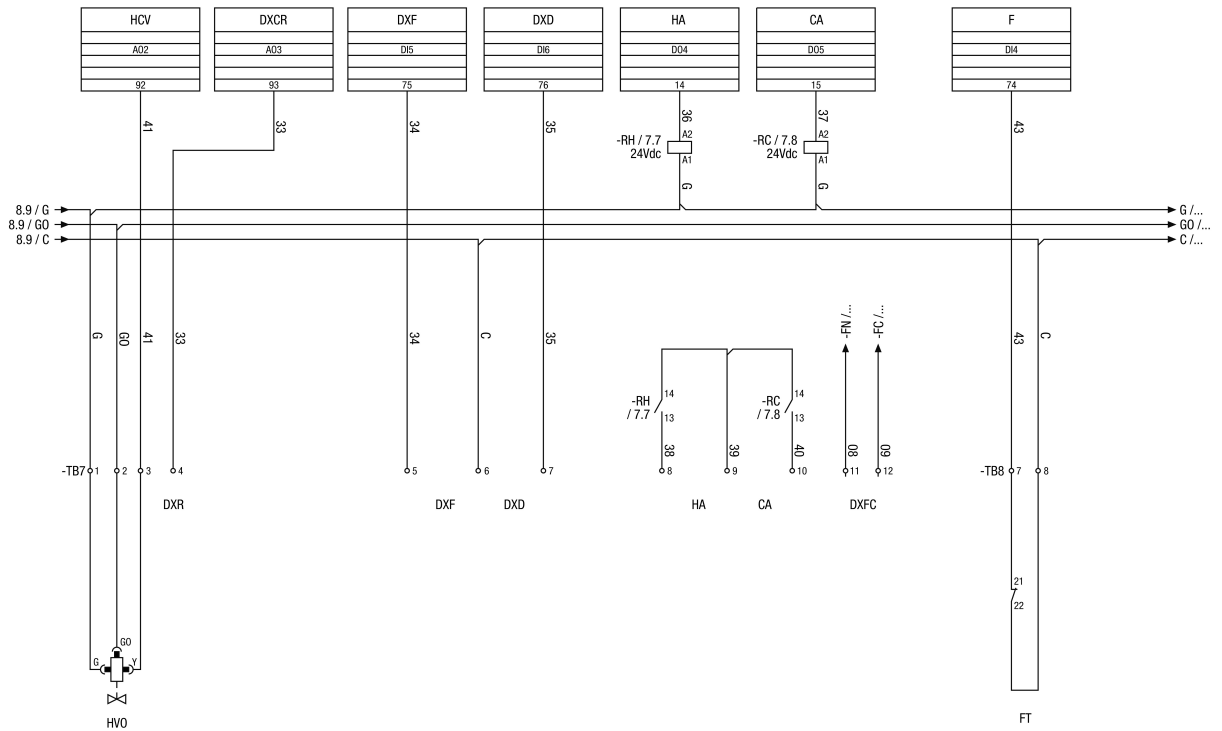 HCV DXCR DXF DXD HA CA F
AO2 AO3 DI5 DI6 DO4 DO5 DI4
92 93 75 76 14 15 74
41 33 34 35 36 37 43
-RH / 7.7 A2 -RC / 7.8 A2
24Vdc A1 24Vdc A1
G G
8.9 / G G /...
8.9 / GO GO /...
8.9 / C C /...
-FN /... -FC /...
G GO 41 33 34 C 35 43 C
-RH 14 -RC 14
/ 7.7 13 / 7.8 13
38 39 40 08 09
-TB7 1 2 3 4 5 6 7 8 9 10 11 12 -TB8 7 8
DXR DXF DXD HA CA DXFC
21
22
GO
G Y
HVO FT